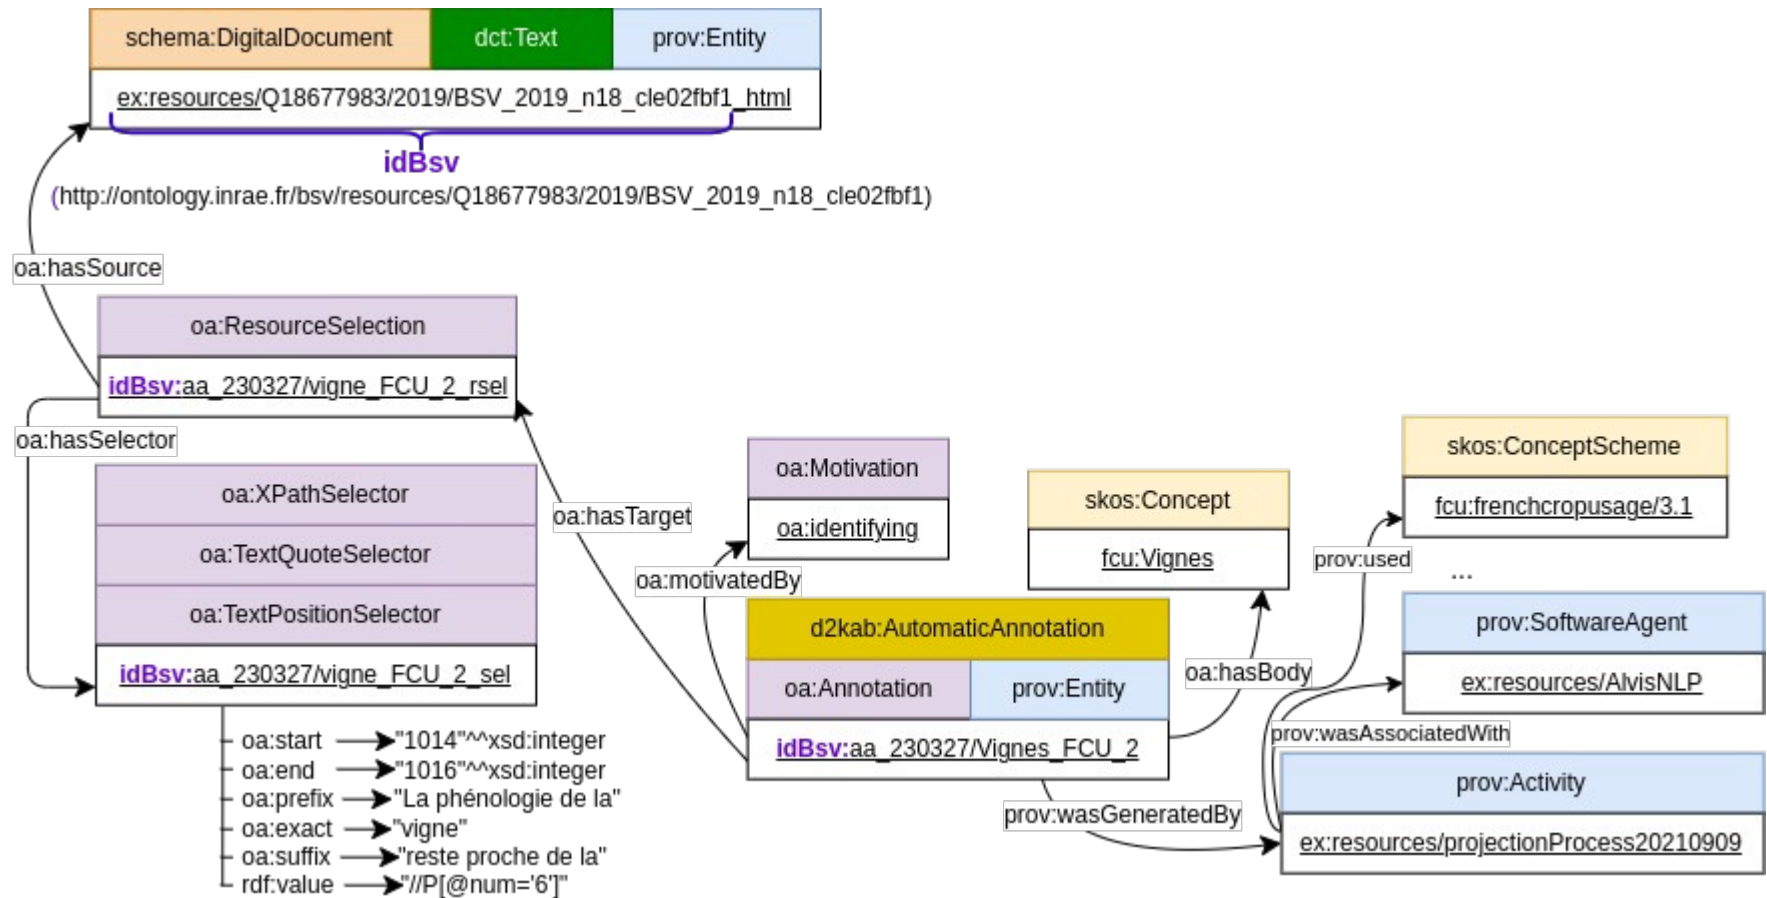 schema:DigitalDocument dct:Text prov:Entity
ex:resources/Q18677983/2019/BSV_2019_n18_cle02fbf1_html
idBsv
(http://ontology.inrae.fr/bsv/resources/Q18677983/2019/BSV_2019_n18_cle02fbf1)
oa:hasSource
oa:ResourceSelection
idBsv:aa_230327/vigne_FCU_2_rsel
oa:hasSelector
oa:XPathSelector
oa:TextQuoteSelector
oa:TextPositionSelector
idBsv:aa_230327/vigne_FCU_2_sel
oa:start "1014"^^xsd:integer
oa:end "1016"^^xsd:integer
oa:prefix "La phénologie de la"
oa:exact "vigne"
oa:suffix "reste proche de la"
rdf:value "//P[@num='6']"
oa:hasTarget
oa:Motivation
oa:identifying
oa:motivatedBy
skos:Concept
fcu:Vignes
d2kab:AutomaticAnnotation
oa:Annotation prov:Entity
idBsv:aa_230327/Vignes_FCU_2
oa:hasBody
prov:wasGeneratedBy
skos:ConceptScheme
fcu:frenchcropusage/3.1
prov:used
...
prov:SoftwareAgent
ex:resources/AlvisNLP
prov:wasAssociatedWith
prov:Activity
ex:resources/projectionProcess20210909